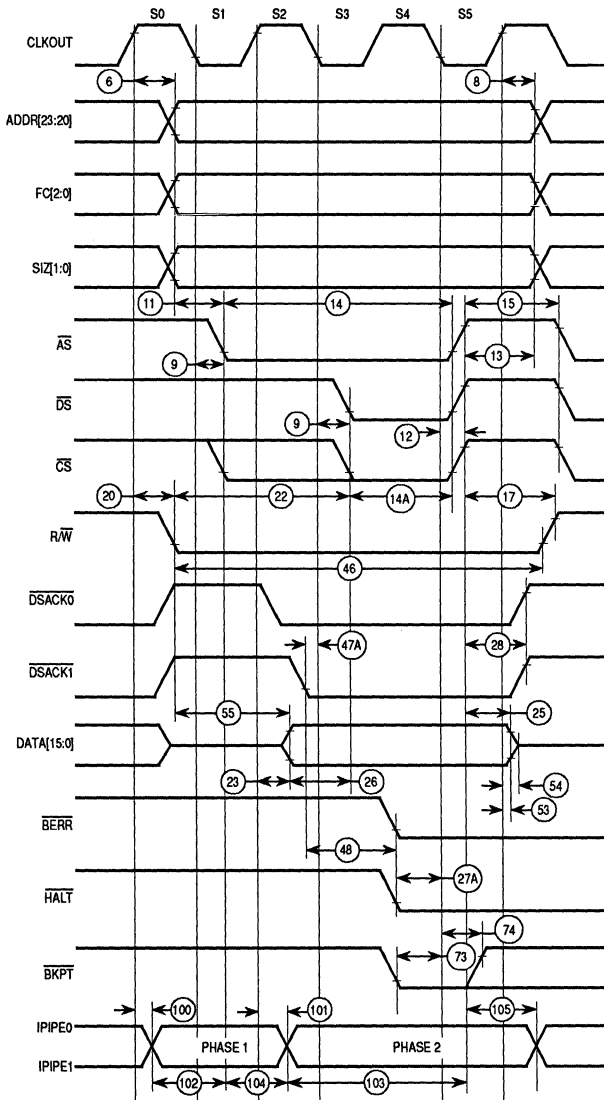 S0 S1 S2 S3 S4 S5
CLKOUT
6 8
ADDR[23:20]
FC[2:0]
SIZ[1:0]
11 14 15
AS
9 13
DS
9 12
CS
20 22 14A 17
R/W
46
DSACK0
47A 28
DSACK1
55 25
DATA[15:0]
23 26 54
53
BERR
48
27A
HALT
74
73
BKPT
100 101 105
IPIPE0
PHASE 1 PHASE 2
IPIPE1
102 104 103